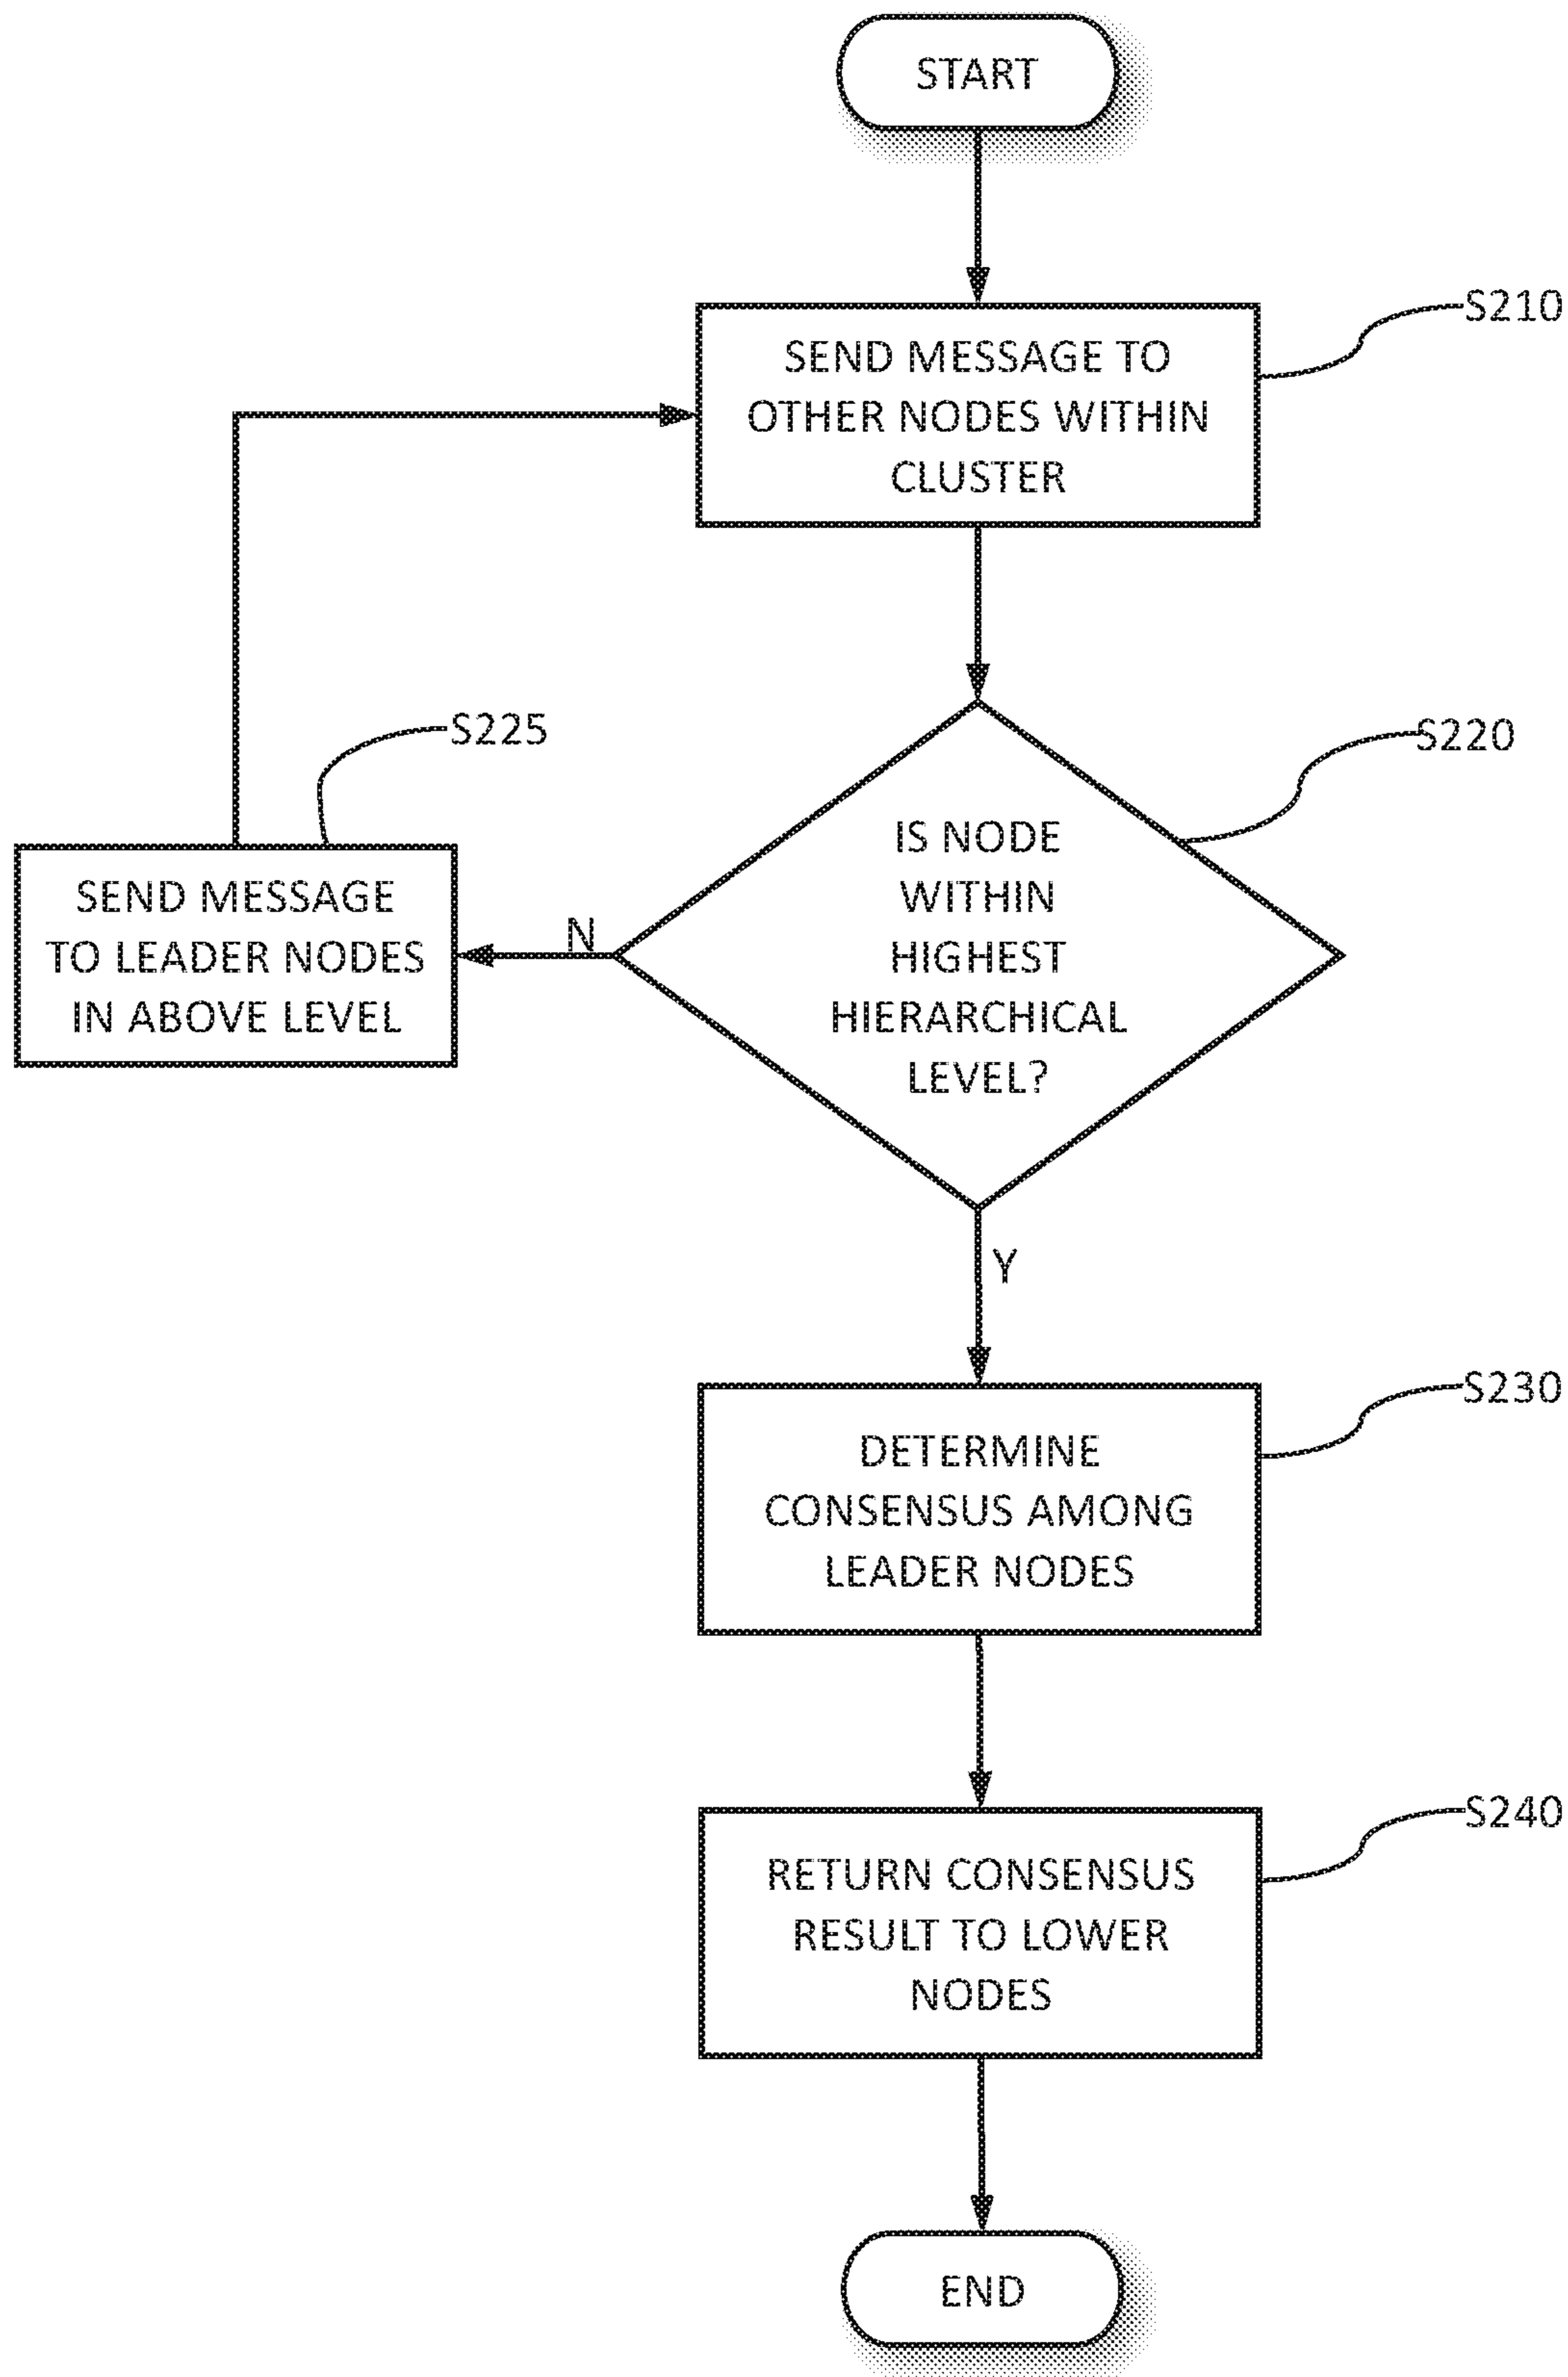 START
SEND MESSAGE TO
OTHER NODES WITHIN
CLUSTER
S210
S225
S220
SEND MESSAGE
TO LEADER NODES
IN ABOVE LEVEL
N
IS NODE
WITHIN
HIGHEST
HIERARCHICAL
LEVEL?
Y
DETERMINE
CONSENSUS AMONG
LEADER NODES
S230
RETURN CONSENSUS
RESULT TO LOWER
NODES
S240
END